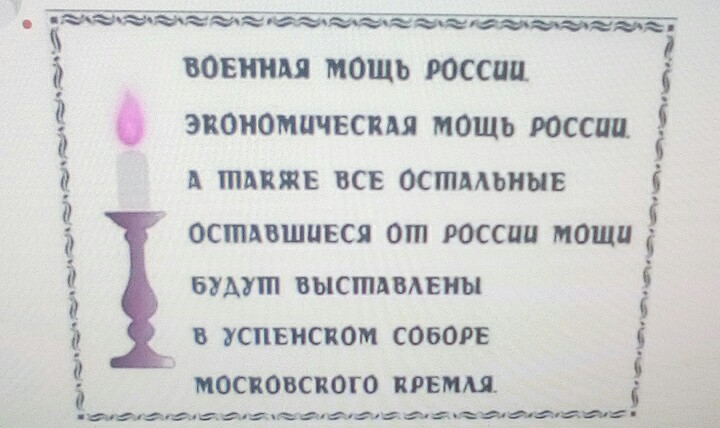 ВОЕННАЯ МОЩЬ РОССИИ.
ЭКОНОМИЧЕСКАЯ МОЩЬ РОССИИ.
А ТАКЖЕ ВСЕ ОСТАЛЬНЫЕ
ОСТАВШИЕСЯ ОТ РОССИИ МОЩИ
БУДУТ ВЫСТАВЛЕНЫ
В УСПЕНСКОМ СОБОРЕ
МОСКОВСКОГО КРЕМЛЯ.